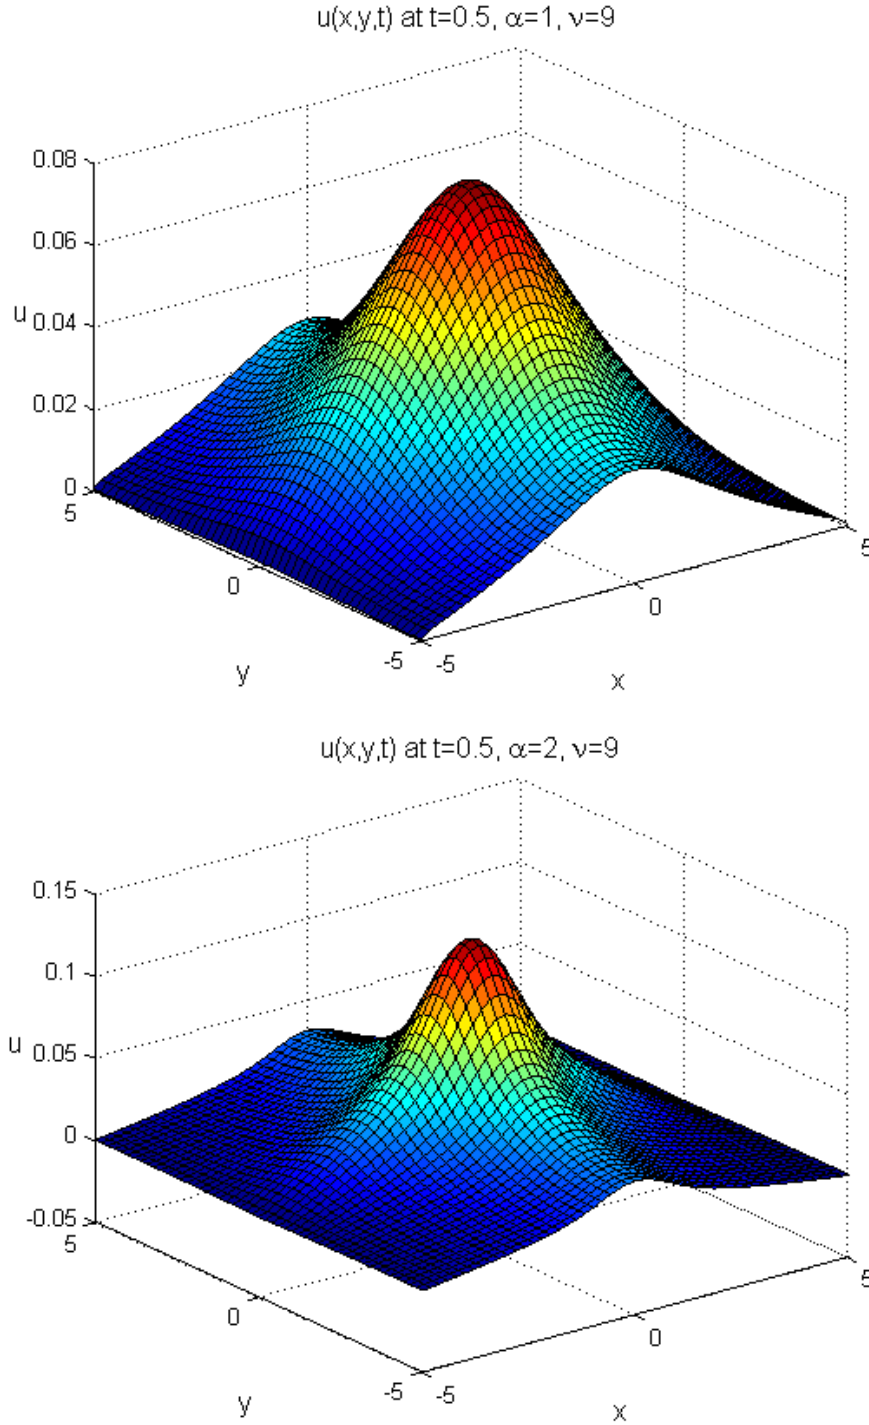 u(x,y,t) at t=0.5, α=1, ν=9
0.08
0.06
u 0.04
0.02
0
5
0
-5
y
-5
0
5
x
u(x,y,t) at t=0.5, α=2, ν=9
0.15
0.1
u 0.05
0
-0.05
5
0
-5
y
-5
0
5
x